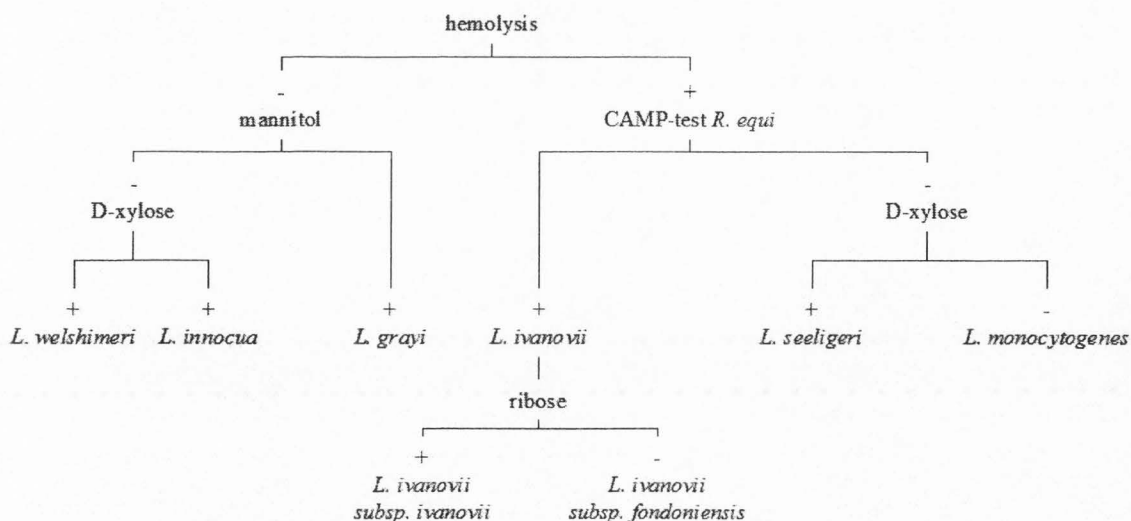 hemolysis
- +
mannitol CAMP-test R. equi
- -
D-xylose D-xylose
+ + + + + -
L. welshimeri L. innocua L. grayi L. ivanovii L. seeligeri L. monocytogenes
ribose
+ -
L. ivanovii L. ivanovii
subsp. ivanovii subsp. fondoniensis